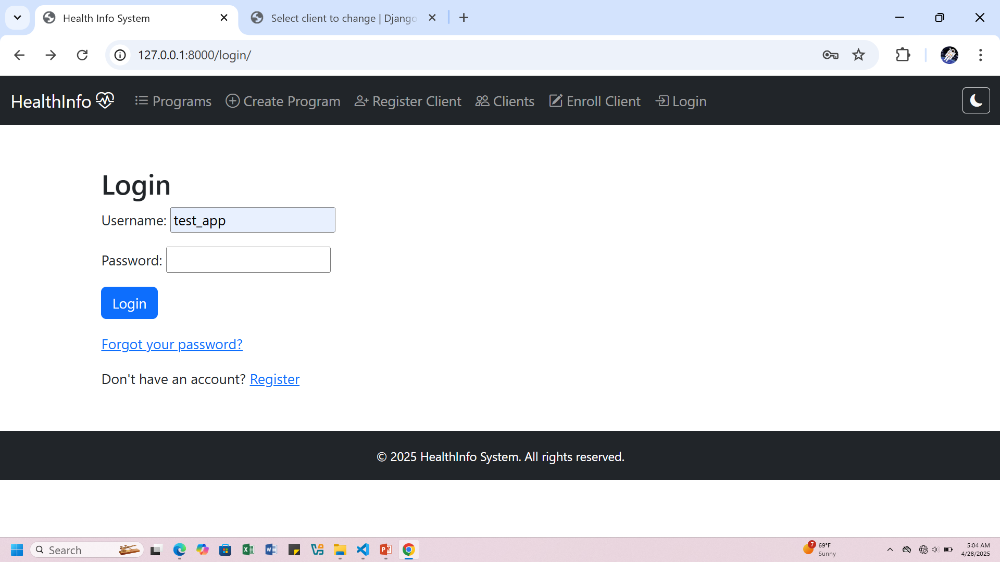 Health Info System
Select client to change | Django
127.0.0.1:8000/login/
HealthInfo Programs Create Program Register Client Clients Enroll Client Login
Login
Username: test_app
Password:
Login
Forgot your password?
Don't have an account? Register
© 2025 HealthInfo System. All rights reserved.
Search
7
69°F
Sunny
5:04 AM
4/28/2025